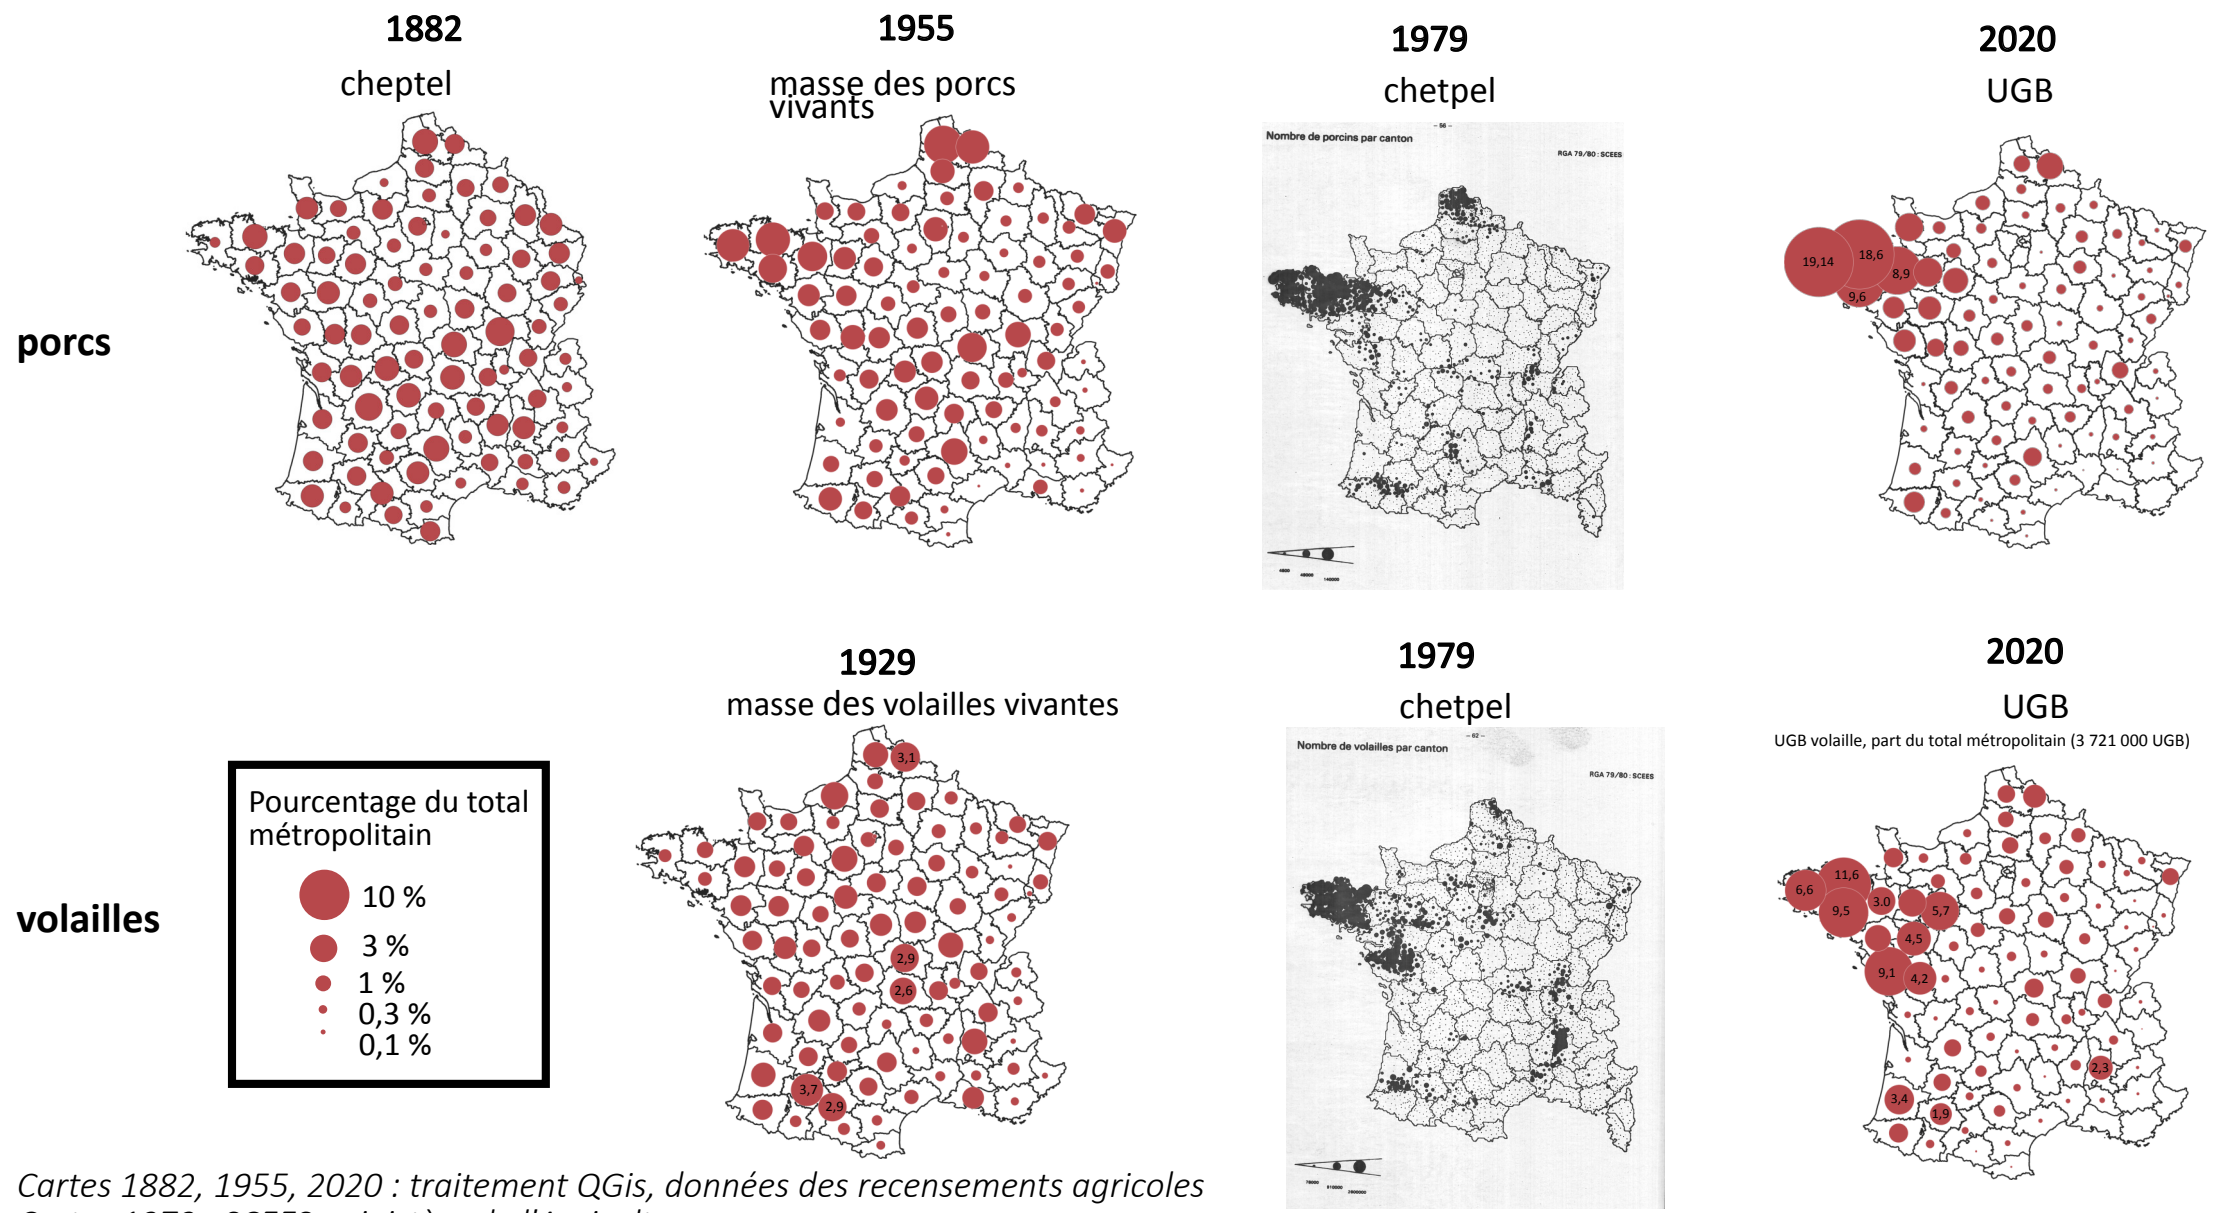 1882
cheptel
1955
masse des porcs
vivants
1979
chetpel
2020
UGB
porcs
– 56 –
Nombre de porcins par canton
RGA 79/80 : SCEES
19,14
18,6
8,9
9,6
1929
masse des volailles vivantes
1979
chetpel
2020
UGB
UGB volaille, part du total métropolitain (3 721 000 UGB)
volailles
Pourcentage du total
métropolitain
10 %
3 %
1 %
0,3 %
0,1 %
3,1
2,9
2,6
3,7
2,9
– 62 –
Nombre de volailles par canton
RGA 79/80 : SCEES
11,6
6,6
9,5
3.0
5,7
4,5
9,1
4,2
2,3
3,4
1,9
Cartes 1882, 1955, 2020 : traitement QGis, données des recensements agricoles